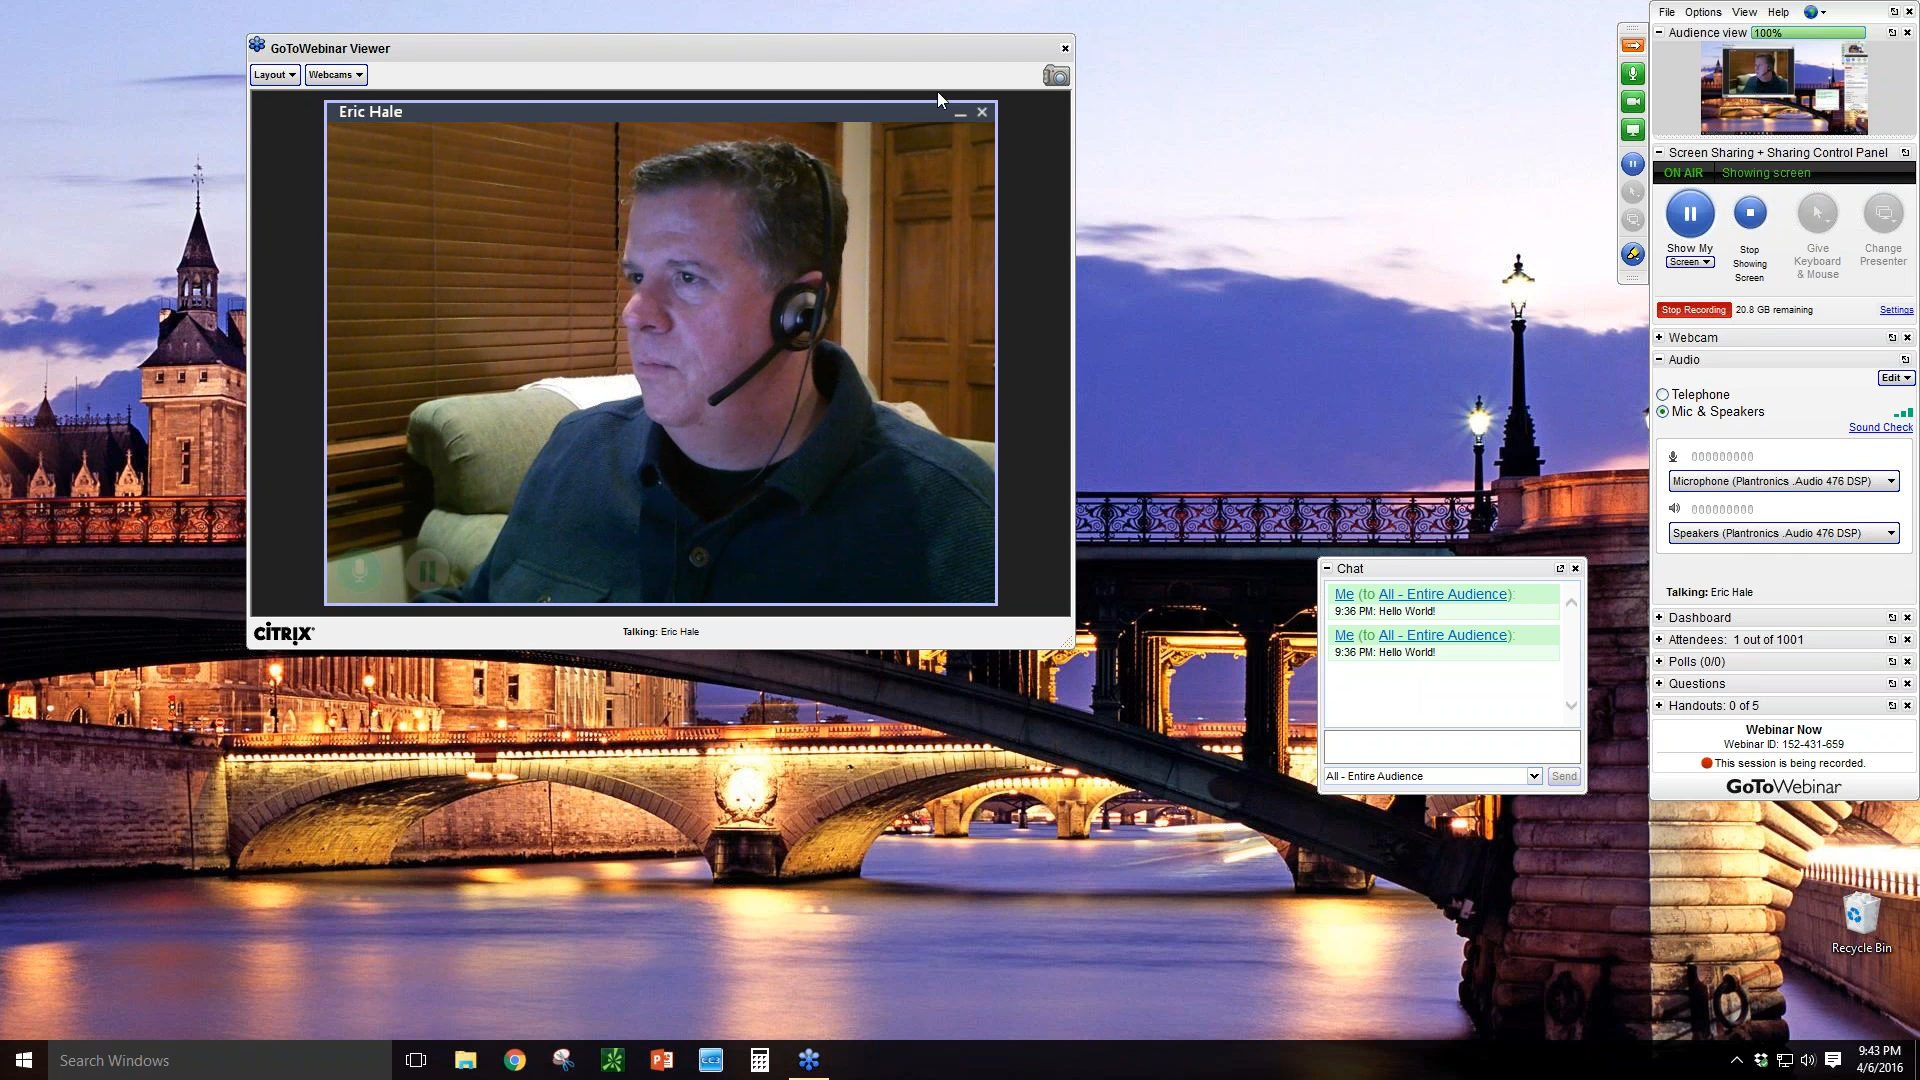 GoToWebinar Viewer
Layout
Webcams
Eric Hale
CİTRIX
Talking: Eric Hale
File Options View Help
Audience view 100%
Screen Sharing + Sharing Control Panel
ON AIR Showing screen
Show My
Screen
Stop
Showing
Screen
Give
Keyboard
& Mouse
Change
Presenter
Stop Recording 20.8 GB remaining Settings
Webcam
Audio
Edit
Telephone
Mic & Speakers
Sound Check
Microphone (Plantronics .Audio 476 DSP)
Speakers (Plantronics .Audio 476 DSP)
Talking: Eric Hale
Dashboard
Attendees: 1 out of 1001
Polls (0/0)
Questions
Handouts: 0 of 5
Webinar Now
Webinar ID: 152-431-659
This session is being recorded.
GoToWebinar
Chat
Me (to All - Entire Audience):
9:36 PM: Hello World!
Me (to All - Entire Audience):
9:36 PM: Hello World!
All - Entire Audience
Send
Recycle Bin
Search Windows
CC3
9:43 PM
4/6/2016